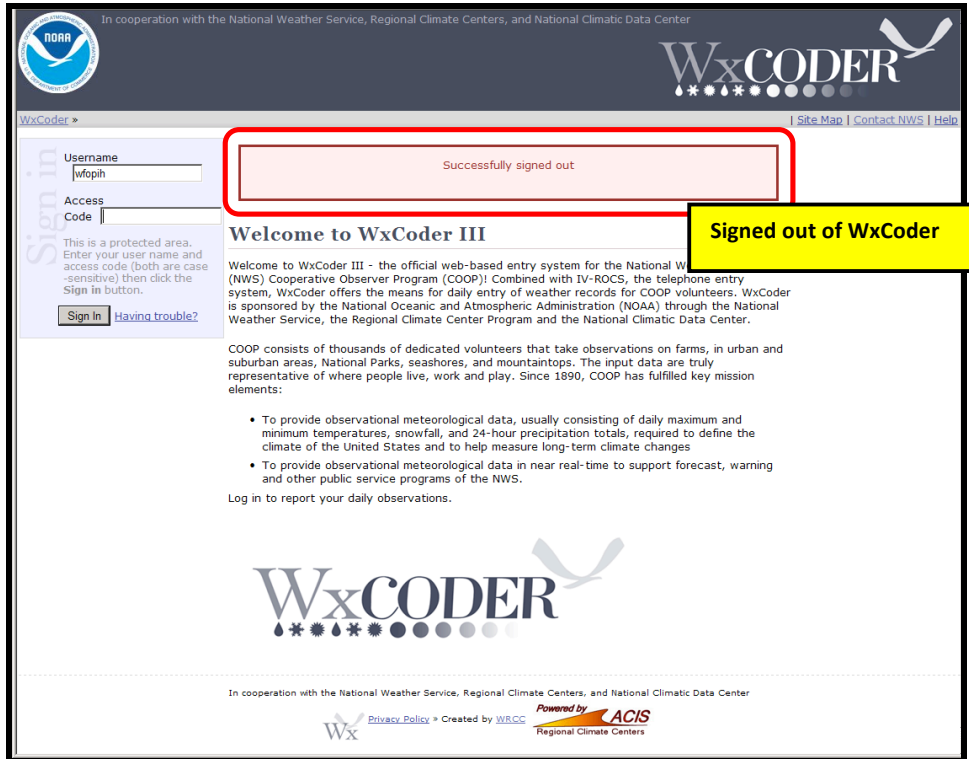 In cooperation with the National Weather Service, Regional Climate Centers, and National Climatic Data Center
NOAA
WxCODER
WxCoder »
| Site Map | Contact NWS | Help
Sign in
Username
wfopih
Access
Code
This is a protected area.
Enter your user name and
access code (both are case
-sensitive) then click the
Sign in button.
Sign In Having trouble?
Successfully signed out
Signed out of WxCoder
Welcome to WxCoder III
Welcome to WxCoder III - the official web-based entry system for the National W
(NWS) Cooperative Observer Program (COOP)! Combined with IV-ROCS, the telephone entry
system, WxCoder offers the means for daily entry of weather records for COOP volunteers. WxCoder
is sponsored by the National Oceanic and Atmospheric Administration (NOAA) through the National
Weather Service, the Regional Climate Center Program and the National Climatic Data Center.
COOP consists of thousands of dedicated volunteers that take observations on farms, in urban and
suburban areas, National Parks, seashores, and mountaintops. The input data are truly
representative of where people live, work and play. Since 1890, COOP has fulfilled key mission
elements:
• To provide observational meteorological data, usually consisting of daily maximum and
minimum temperatures, snowfall, and 24-hour precipitation totals, required to define the
climate of the United States and to help measure long-term climate changes
• To provide observational meteorological data in near real-time to support forecast, warning
and other public service programs of the NWS.
Log in to report your daily observations.
WxCODER
In cooperation with the National Weather Service, Regional Climate Centers, and National Climatic Data Center
Wx
Privacy Policy » Created by WRCC
Powered by
ACIS
Regional Climate Centers